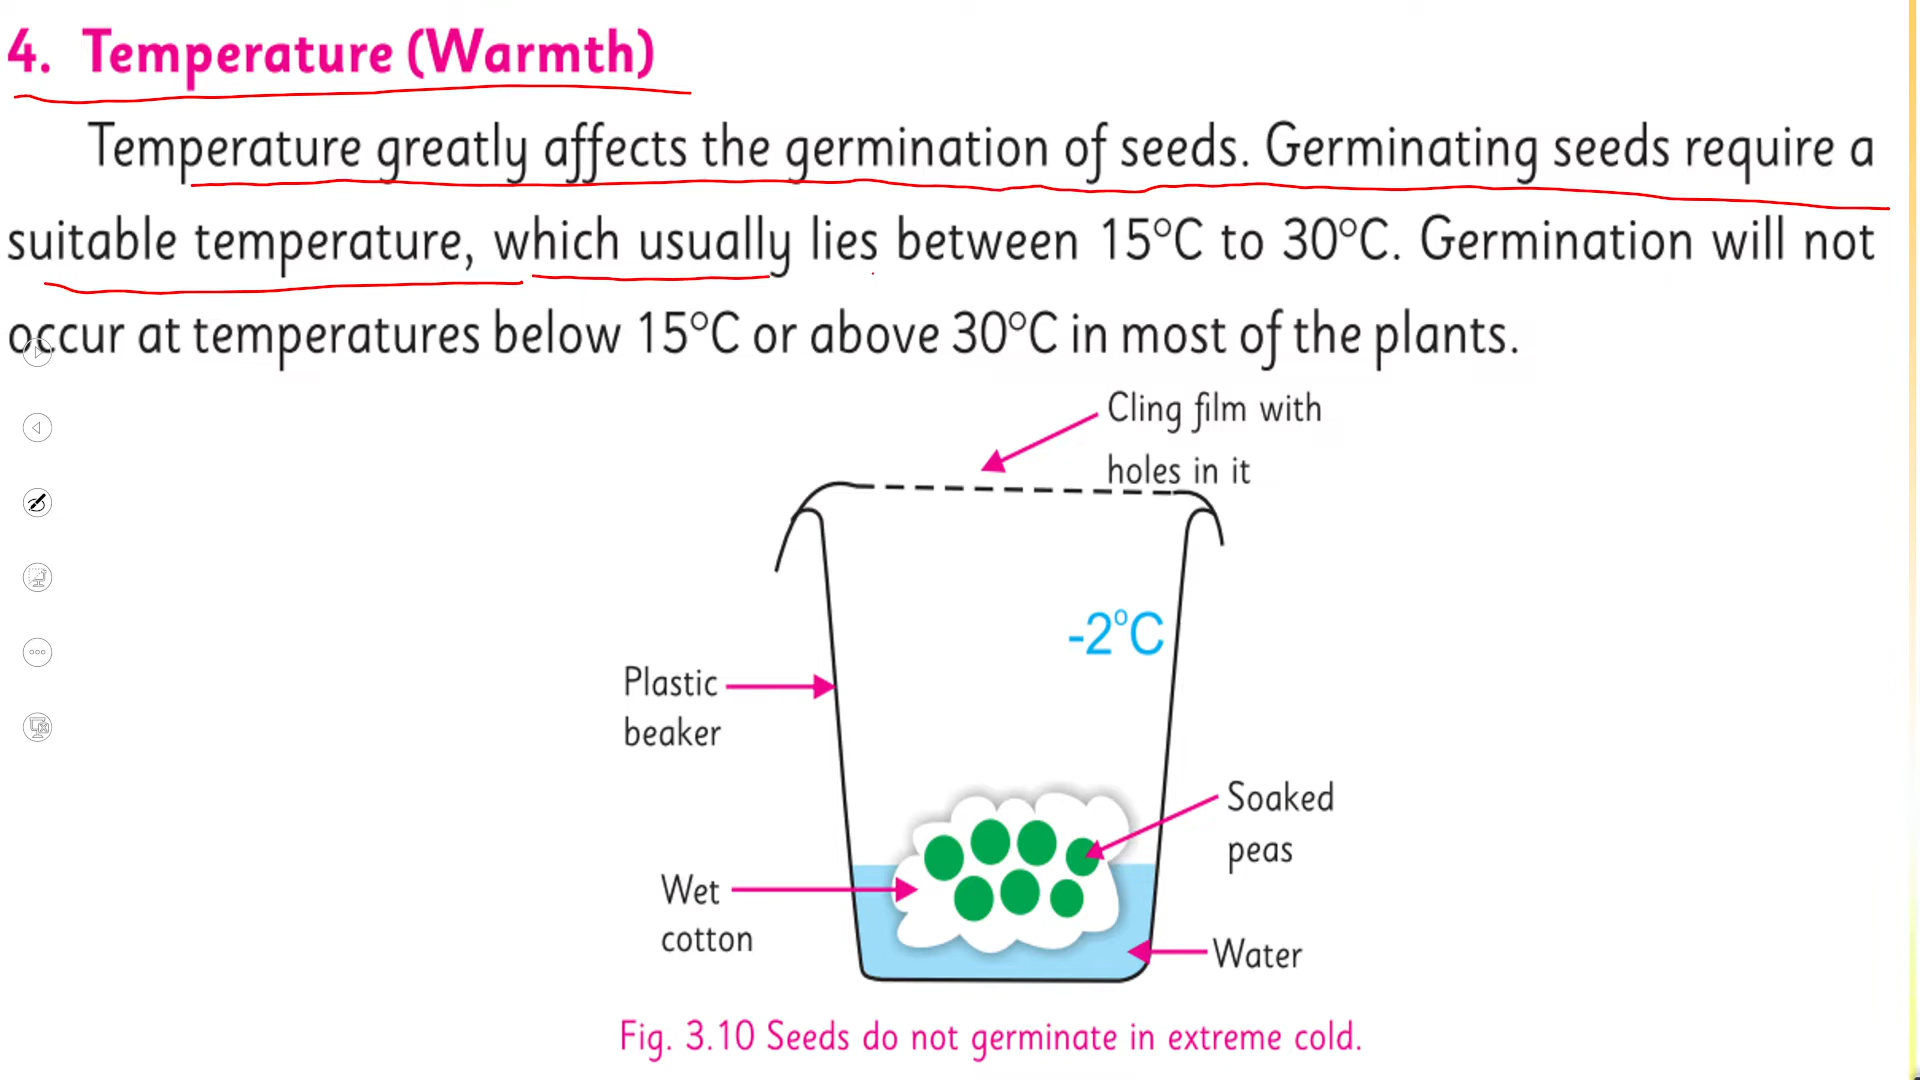 4. Temperature (Warmth)
Temperature greatly affects the germination of seeds. Germinating seeds require a
suitable temperature, which usually lies between 15°C to 30°C. Germination will not
occur at temperatures below 15°C or above 30°C in most of the plants.
Cling film with
holes in it
-2°C
Plastic
beaker
Soaked
peas
Wet
cotton
Water
Fig. 3.10 Seeds do not germinate in extreme cold.